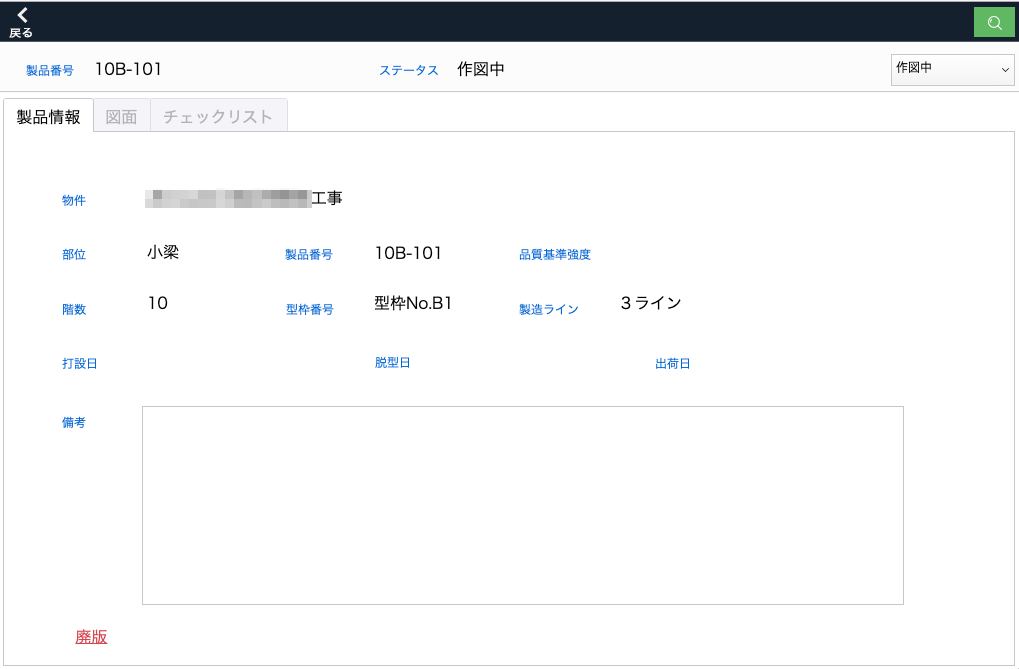 戻る
製品番号 10B-101 ステータス 作図中 作図中
製品情報 図面 チェックリスト
物件 工事
部位 小梁 製品番号 10B-101 品質基準強度
階数 10 型枠番号 型枠No.B1 製造ライン 3 ライン
打設日 脱型日 出荷日
備考
廃版